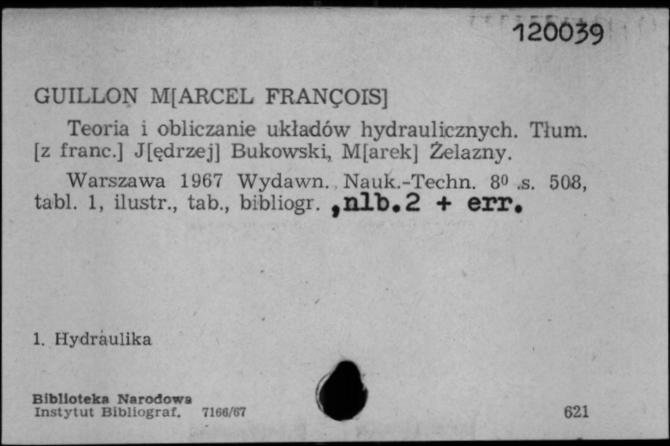 120039
GUILLON M[ARCEL FRANÇOIS]
Teoria i obliczanie układów hydraulicznych. Tłum.
[z franc.] J[ędrzej] Bukowski, M[arek] Żelazny.
Warszawa 1967 Wydawn. Nauk.-Techn. 8⁰ s. 508,
tabl. 1, ilustr., tab., bibliogr. ,nlb.2 + err.
1. Hydraulika
Biblioteka Narodowa
Instytut Bibliograf. 7166/67 621